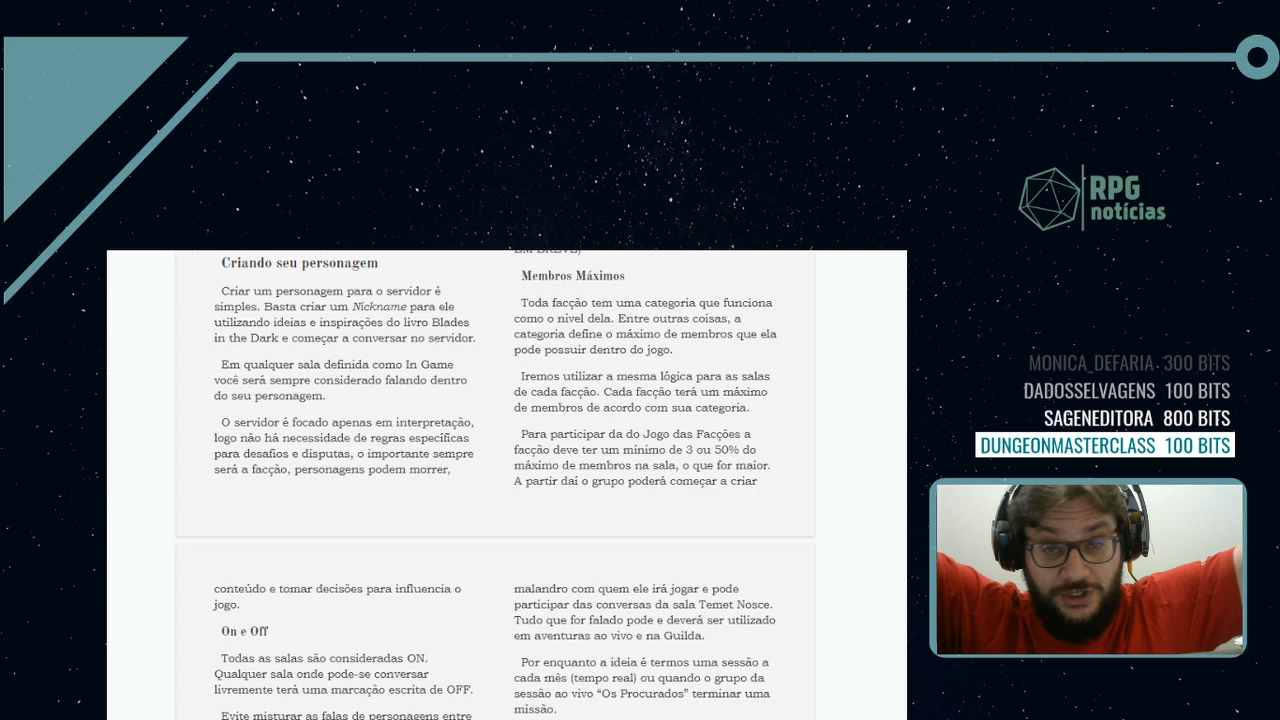 RPG
notícias
Criando seu personagem
Criar um personagem para o servidor é
simples. Basta criar um Nickname para ele
utilizando ideias e inspirações do livro Blades
in the Dark e começar a conversar no servidor.
Em qualquer sala definida como In Game
você será sempre considerado falando dentro
do seu personagem.
O servidor é focado apenas em interpretação,
logo não há necessidade de regras específicas
para desafios e disputas, o importante sempre
será a facção, personagens podem morrer,
Membros Máximos
Toda facção tem uma categoria que funciona
como o nível dela. Entre outras coisas, a
categoria define o máximo de membros que ela
pode possuir dentro do jogo.
Iremos utilizar a mesma lógica para as salas
de cada facção. Cada facção terá um máximo
de membros de acordo com sua categoria.
Para participar da do Jogo das Facções a
facção deve ter um mínimo de 3 ou 50% do
máximo de membros na sala, o que for maior.
A partir daí o grupo poderá começar a criar
conteúdo e tomar decisões para influencia o
jogo.
On e Off
Todas as salas são consideradas ON.
Qualquer sala onde pode-se conversar
livremente terá uma marcação escrita de OFF.
Evite misturar as falas de personagens entre
malandro com quem ele irá jogar e pode
participar das conversas da sala Temet Nosce.
Tudo que for falado pode e deverá ser utilizado
em aventuras ao vivo e na Guilda.
Por enquanto a ideia é termos uma sessão a
cada mês (tempo real) ou quando o grupo da
sessão ao vivo “Os Procurados” terminar uma
missão.
MONICA_DEFARIA 300 BITS
DADOSSELVAGENS 100 BITS
SAGENEDITORA 800 BITS
DUNGEONMASTERCLASS 100 BITS